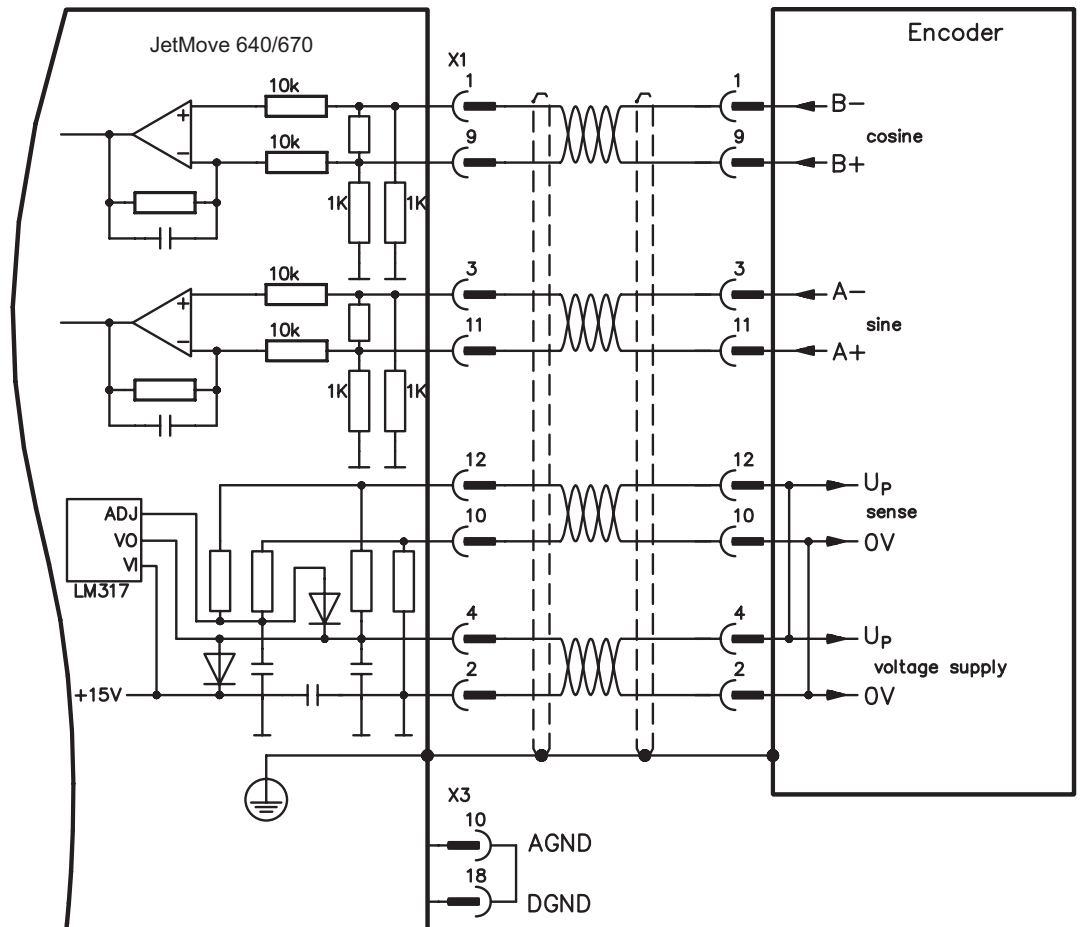 JetMove 640/670
Encoder
X1
10k
1
1
B-
+
cosine
10k
9
9
-
B+
1K
1K
10k
3
3
A-
+
sine
10k
11
11
-
A+
1K
1K
12
12
UP
ADJ
sense
10
10
VO
0V
VI
LM317
4
4
UP
voltage supply
2
2
+15V
0V
X3
10
AGND
18
DGND